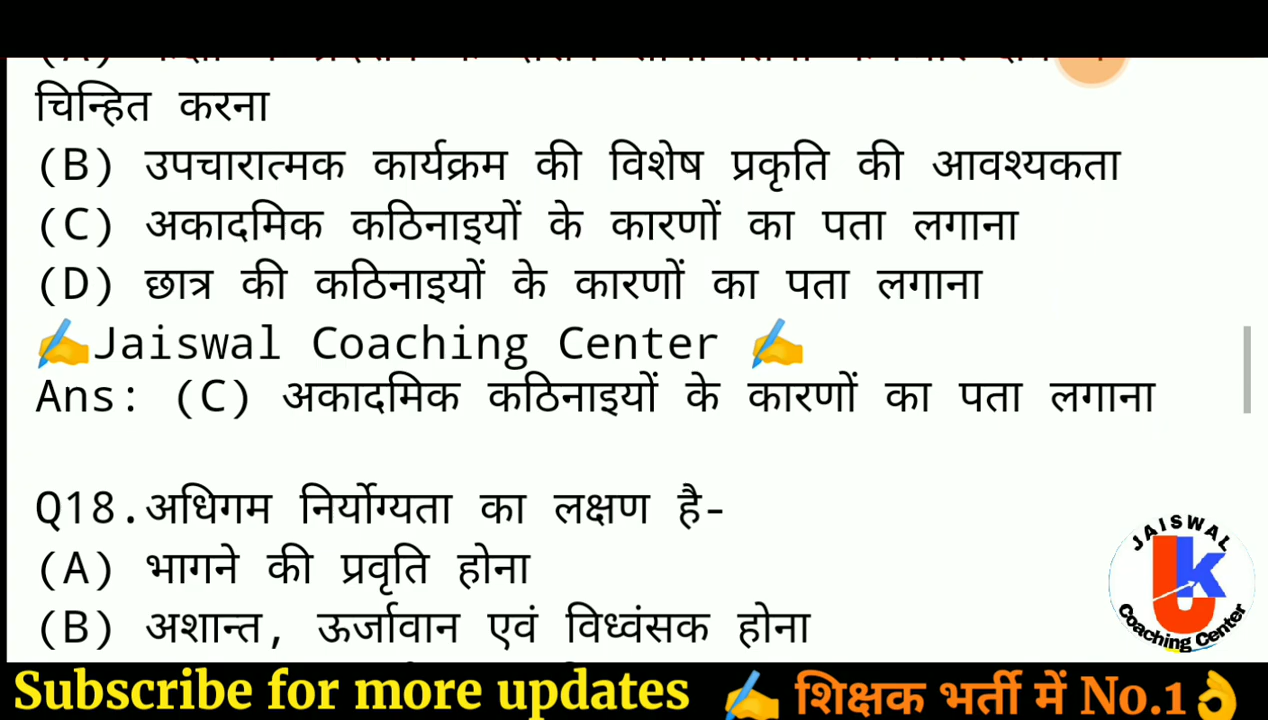 चिन्हित करना
(B) उपचारात्मक कार्यक्रम की विशेष प्रकृति की आवश्यकता
(C) अकादमिक कठिनाइयों के कारणों का पता लगाना
(D) छात्र की कठिनाइयों के कारणों का पता लगाना
✍Jaiswal Coaching Center ✍
Ans: (C) अकादमिक कठिनाइयों के कारणों का पता लगाना
Q18.अधिगम निर्योग्यता का लक्षण है-
(A) भागने की प्रवृति होना
(B) अशान्त, ऊर्जावान एवं विध्वंसक होना
JAISWAL
UK
Coaching Center
Subscribe for more updates ✍ शिक्षक भर्ती में No.1👌